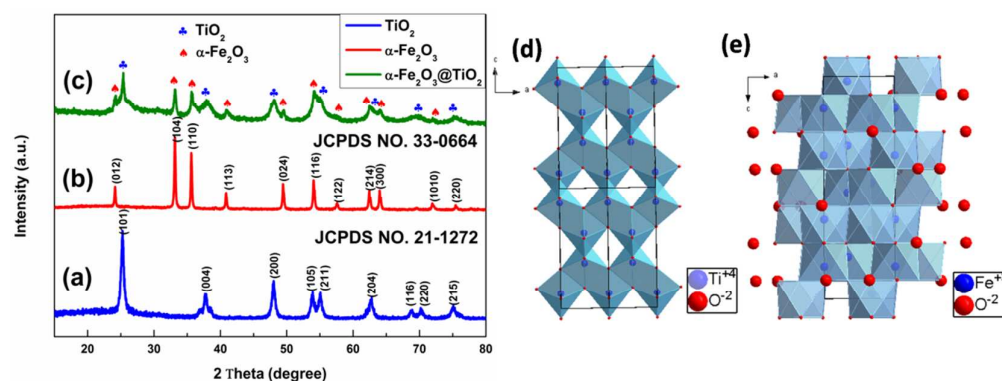 ♣ TiO₂
♠ α-Fe₂O₃
TiO₂
α-Fe₂O₃
α-Fe₂O₃@TiO₂
(c)
JCPDS NO. 33-0664
(b)
(012)
(104)
(110)
(113)
(024)
(116)
(122)
(214)
(300)
(1010)
(220)
JCPDS NO. 21-1272
(a)
(101)
(004)
(200)
(105)
(211)
(204)
(116)
(220)
(215)
Intensity (a.u.)
20 30 40 50 60 70 80
2 Theta (degree)
(d)
c
a
Ti⁺⁴
O⁻²
(e)
a
c
Fe⁺
O⁻²